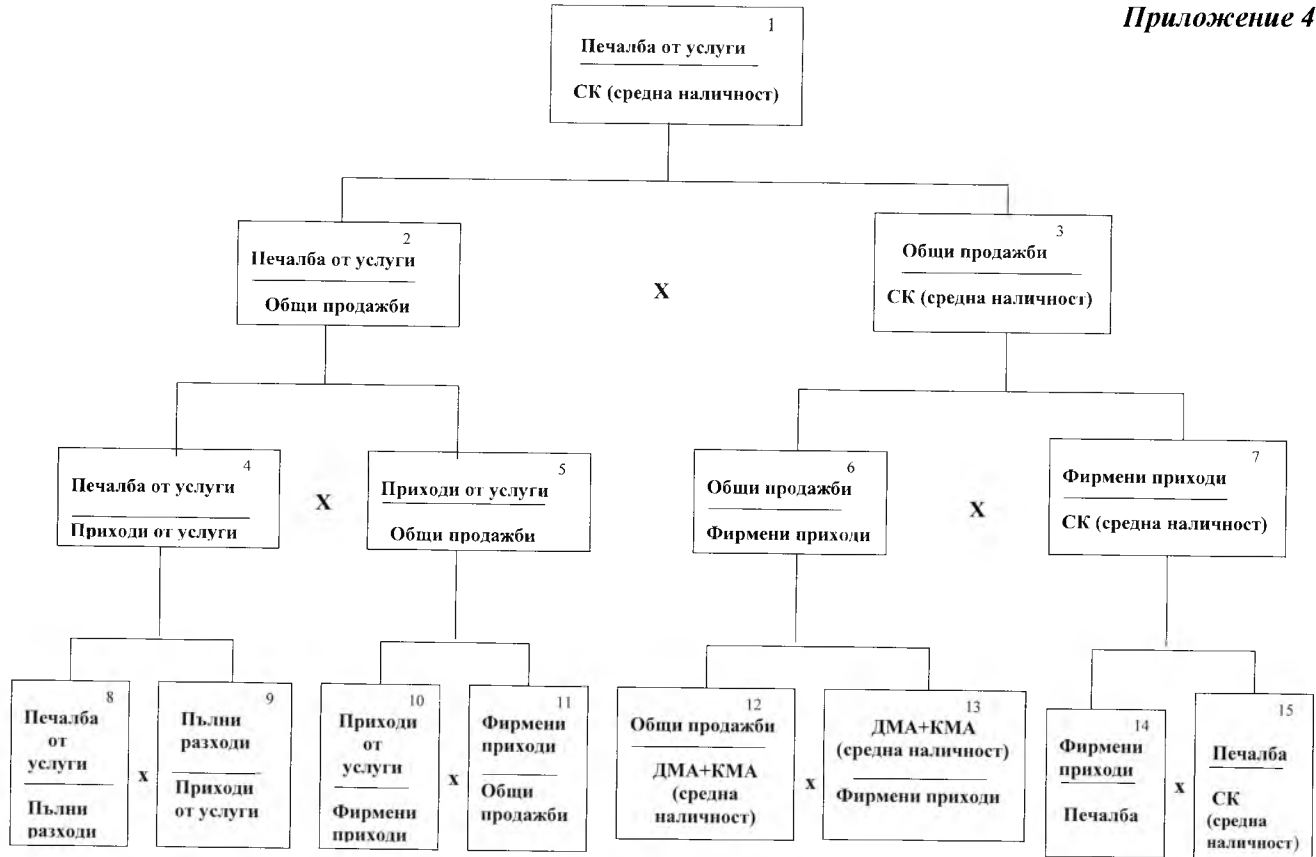 Приложение 4
1
Печалба от услуги
СК (средна наличност)
2
Печалба от услуги
Общи продажби
X
3
Общи продажби
СК (средна наличност)
4
Печалба от услуги
Приходи от услуги
X
5
Приходи от услуги
Общи продажби
6
Общи продажби
Фирмени приходи
X
7
Фирмени приходи
СК (средна наличност)
8
Печалба
от
услуги
Пълни
разходи
x
9
Пълни
разходи
Приходи
от услуги
10
Приходи
от
услуги
Фирмени
приходи
x
11
Фирмени
приходи
Общи
продажби
12
Общи продажби
ДМА+КМА
(средна
наличност)
x
13
ДМА+КМА
(средна наличност)
Фирмени приходи
14
Фирмени
приходи
Печалба
x
15
Печалба
СК
(средна
наличност)